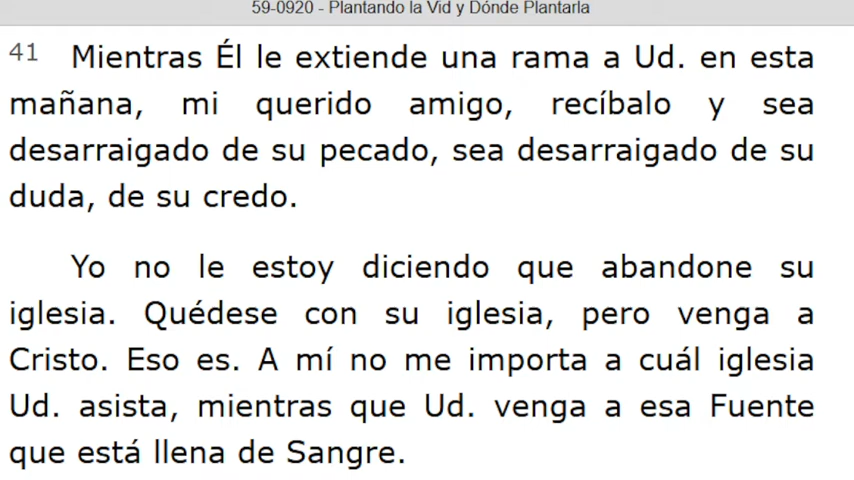 59-0920 - Plantando la Vid y Dónde Plantarla
41 Mientras Él le extiende una rama a Ud. en esta
mañana, mi querido amigo, recíbalo y sea
desarraigado de su pecado, sea desarraigado de su
duda, de su credo.
Yo no le estoy diciendo que abandone su
iglesia. Quédese con su iglesia, pero venga a
Cristo. Eso es. A mí no me importa a cuál iglesia
Ud. asista, mientras que Ud. venga a esa Fuente
que está llena de Sangre.